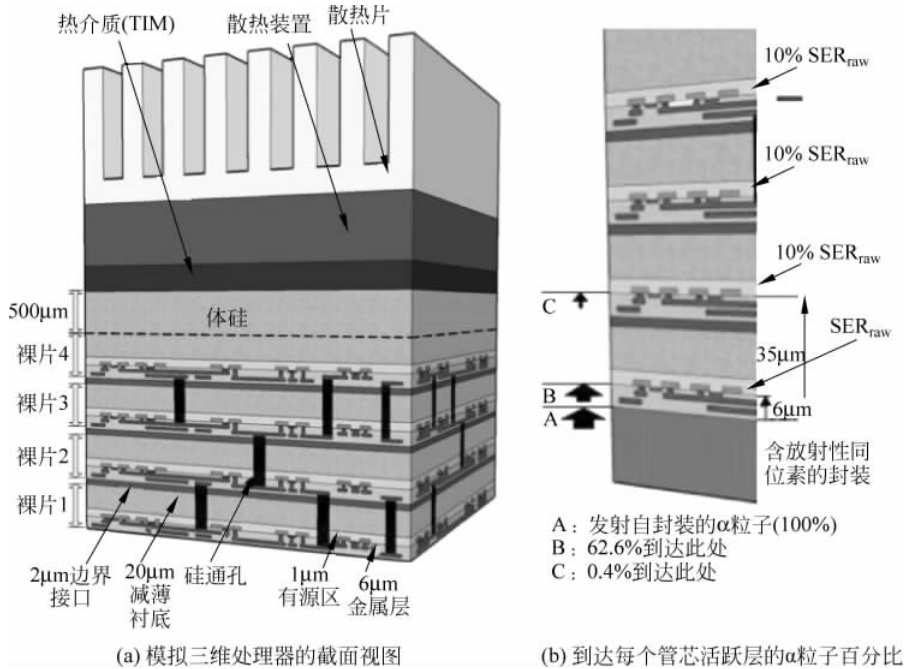 热介质(TIM)
散热装置
散热片
500μm
体硅
裸片4
裸片3
裸片2
裸片1
2μm边界
接口
20μm
减薄
衬底
硅通孔
1μm
有源区
6μm
金属层
(a) 模拟三维处理器的截面视图
10% SERraw
10% SERraw
10% SERraw
C
SERraw
35μm
B
6μm
A
含放射性同
位素的封装
A：发射自封装的α粒子(100%)
B：62.6%到达此处
C：0.4%到达此处
(b) 到达每个管芯活跃层的α粒子百分比